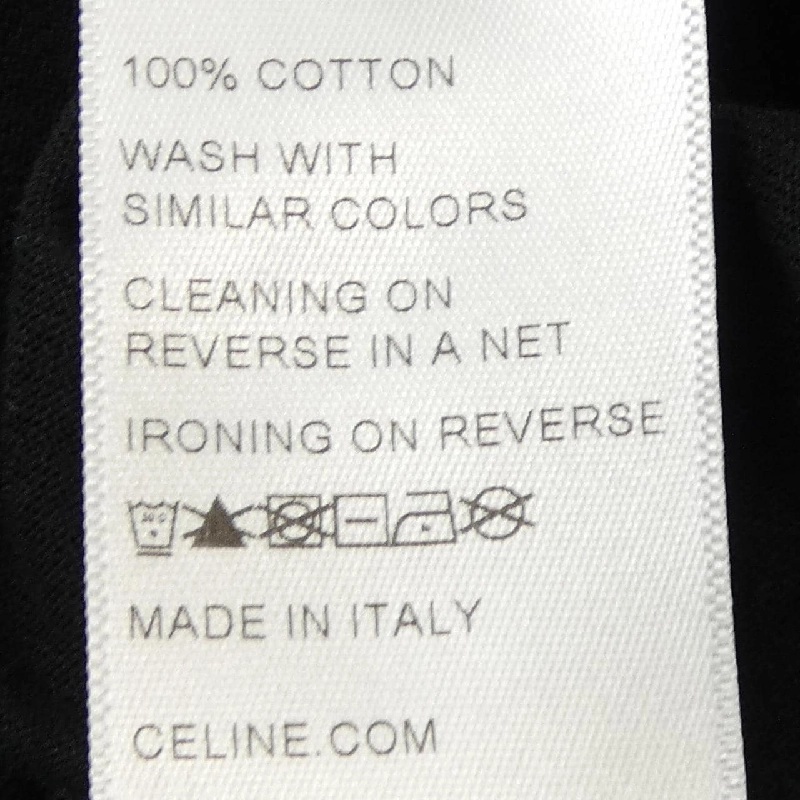 100% COTTON
WASH WITH
SIMILAR COLORS
CLEANING ON
REVERSE IN A NET
IRONING ON REVERSE
MADE IN ITALY
CELINE.COM